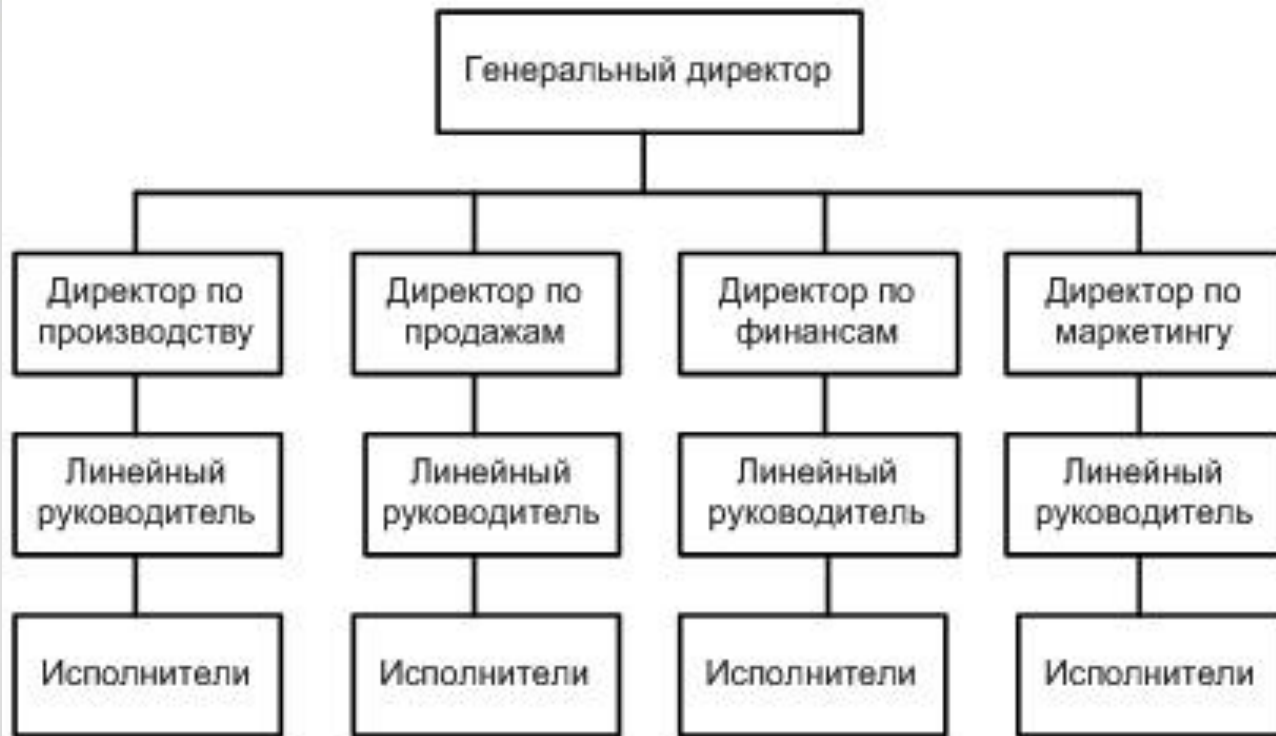 Генеральный директор
Директор по
производству
Директор по
продажам
Директор по
финансам
Директор по
маркетингу
Линейный
руководитель
Линейный
руководитель
Линейный
руководитель
Линейный
руководитель
Исполнители
Исполнители
Исполнители
Исполнители